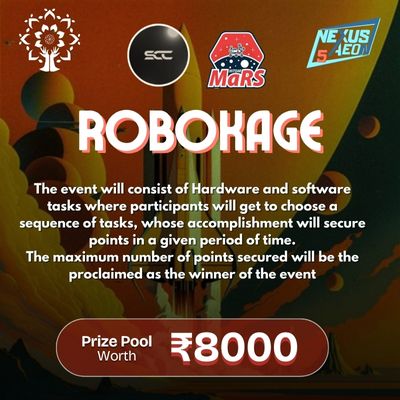 SCC
MaRS
NEXUS
5 AEON
ROBOKAGE
The event will consist of Hardware and software
tasks where participants will get to choose a
sequence of tasks, whose accomplishment will secure
points in a given period of time.
The maximum number of points secured will be the
proclaimed as the winner of the event
Prize Pool
Worth
₹8000